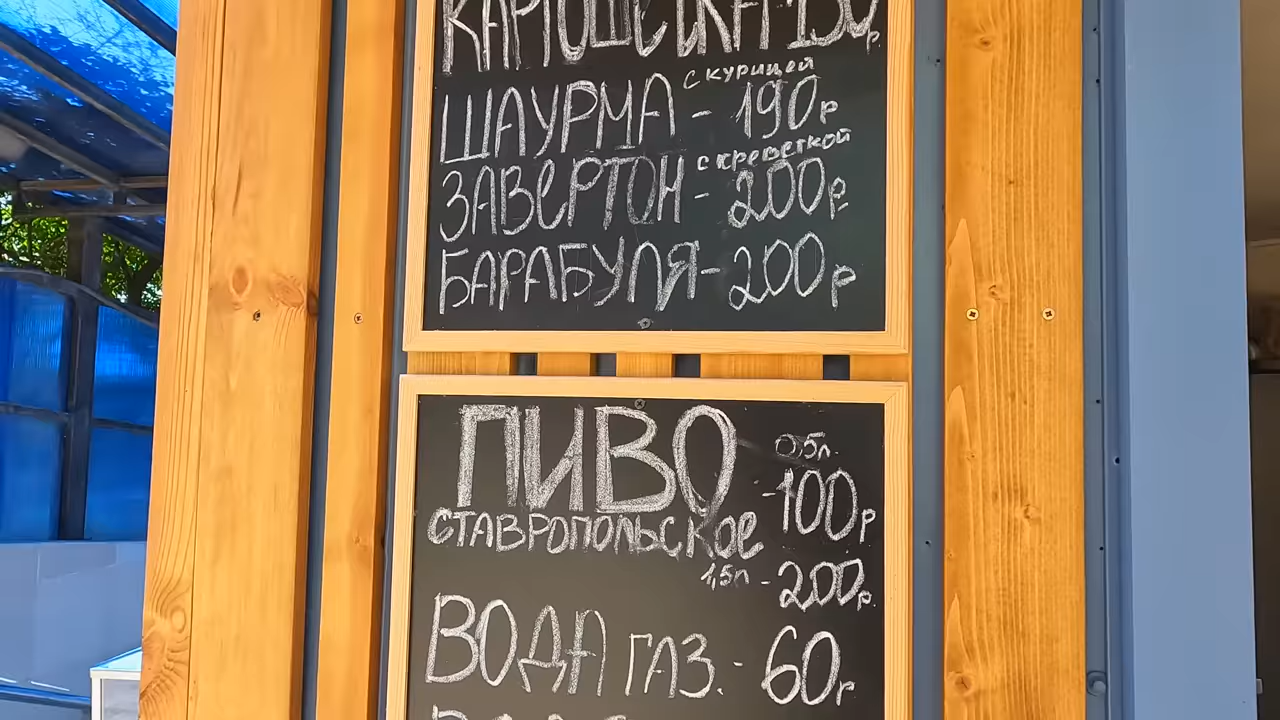 КАРТОШЕЧКА 150р
с курицей
ШАУРМА - 190р
с креветкой
ЗАВЕРТОН - 200р
БАРАБУЛЯ - 200р
ПИВО 0,5л.
-100р
СТАВРОПОЛЬСКОЕ
1,5л - 200р.
ВОДА ГАЗ. - 60р